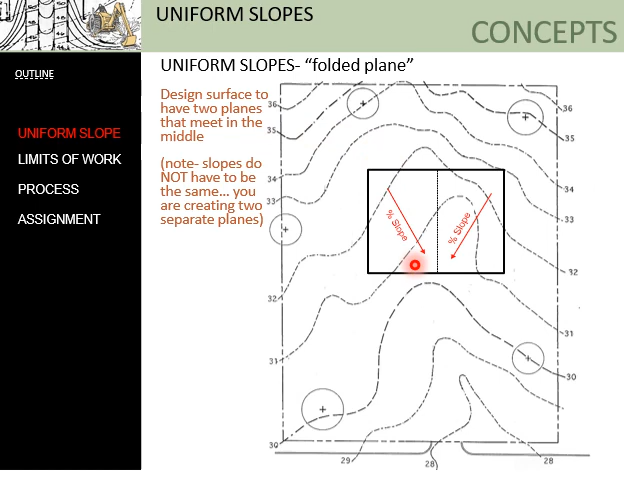 UNIFORM SLOPES
CONCEPTS
OUTLINE
UNIFORM SLOPE
LIMITS OF WORK
PROCESS
ASSIGNMENT
UNIFORM SLOPES- “folded plane”
Design surface to
have two planes
that meet in the
middle
(note- slopes do
NOT have to be
the same... you
are creating two
separate planes)
36
36
35
35
34
34
33
33
32
32
31
31
30
30
29
28
28
% Slope
% Slope